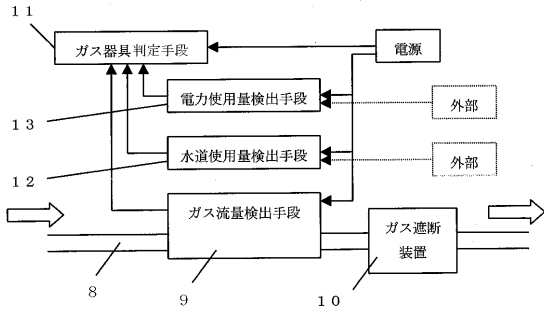 11
ガス器具判定手段
電源
電力使用量検出手段
外部
13
水道使用量検出手段
外部
12
ガス流量検出手段
ガス遮断
装置
8
9
10